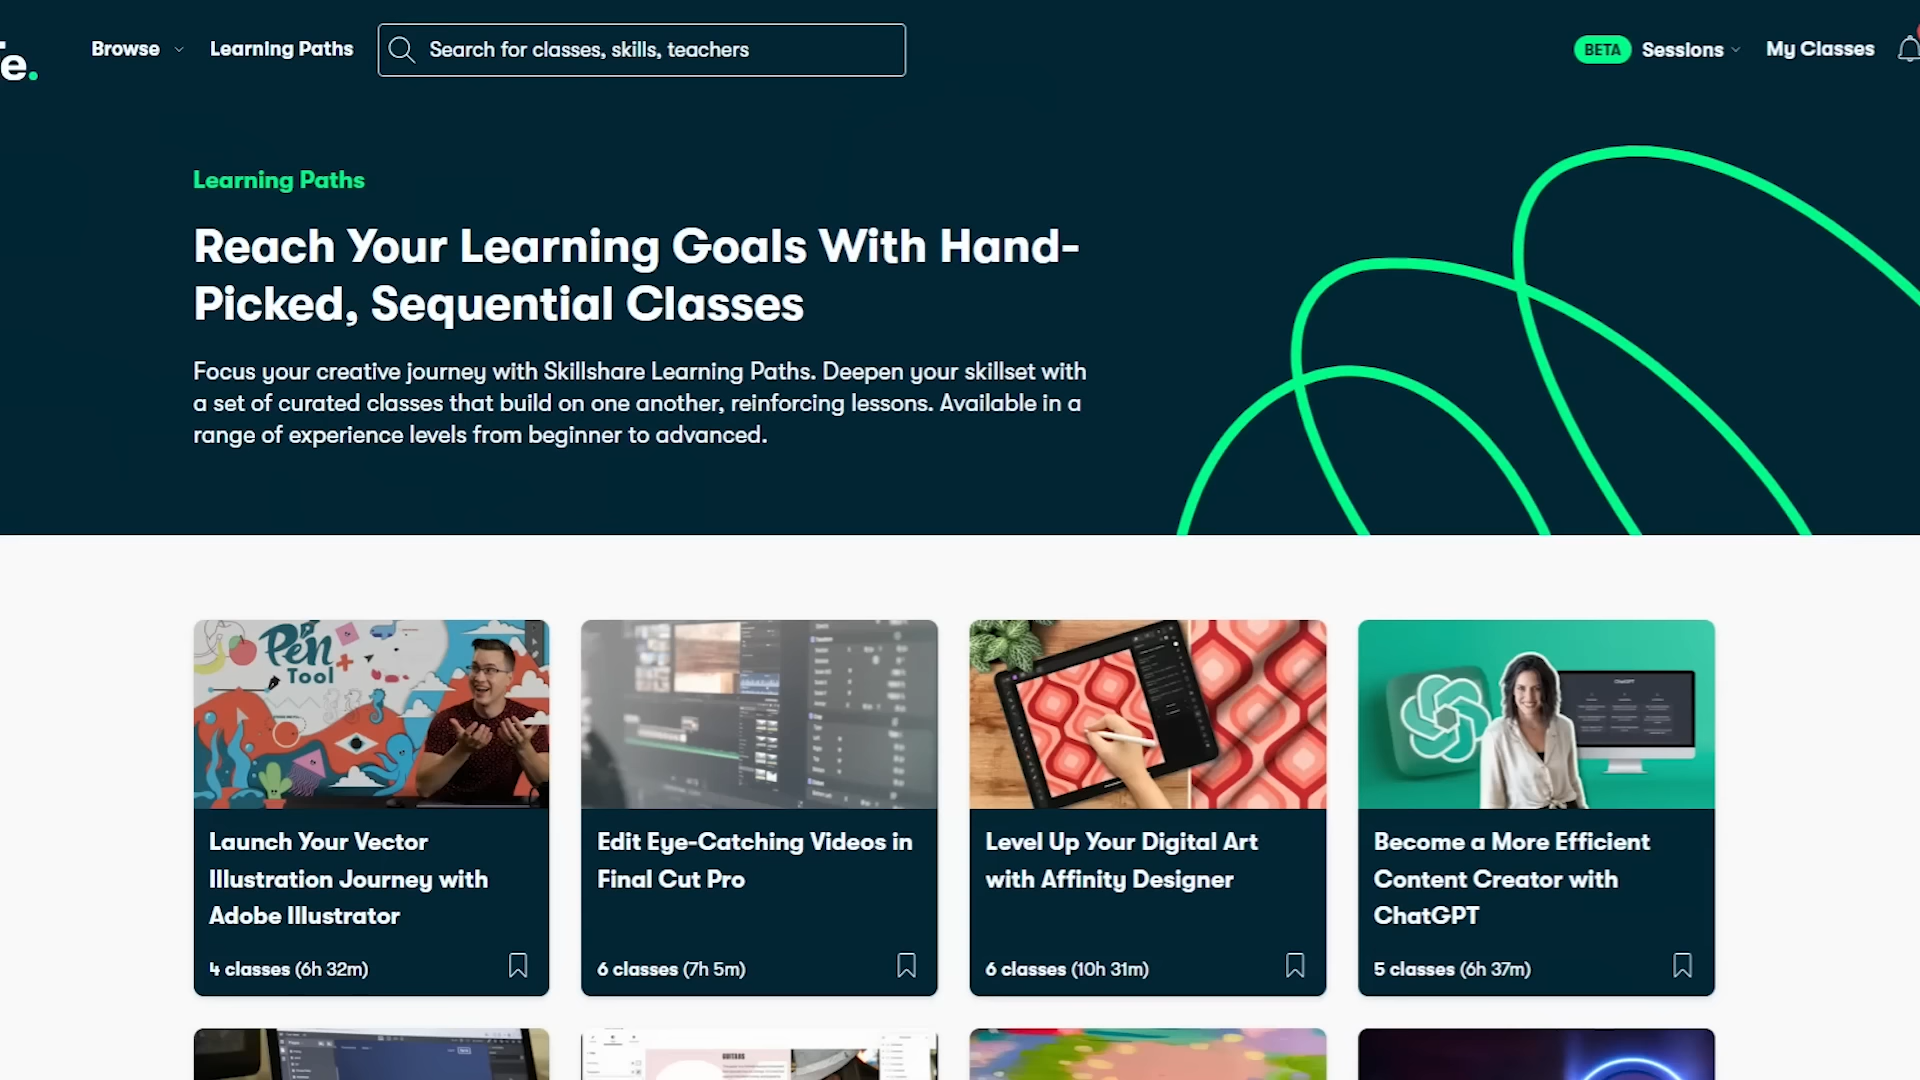 e.
Browse
Learning Paths
Search for classes, skills, teachers
BETA
Sessions
My Classes
Learning Paths
Reach Your Learning Goals With Hand-
Picked, Sequential Classes
Focus your creative journey with Skillshare Learning Paths. Deepen your skillset with
a set of curated classes that build on one another, reinforcing lessons. Available in a
range of experience levels from beginner to advanced.
Pen
Tool
ChatGPT
Launch Your Vector
Illustration Journey with
Adobe Illustrator
4 classes (6h 32m)
Edit Eye-Catching Videos in
Final Cut Pro
6 classes (7h 5m)
Level Up Your Digital Art
with Affinity Designer
6 classes (10h 31m)
Become a More Efficient
Content Creator with
ChatGPT
5 classes (6h 37m)
GUITARS